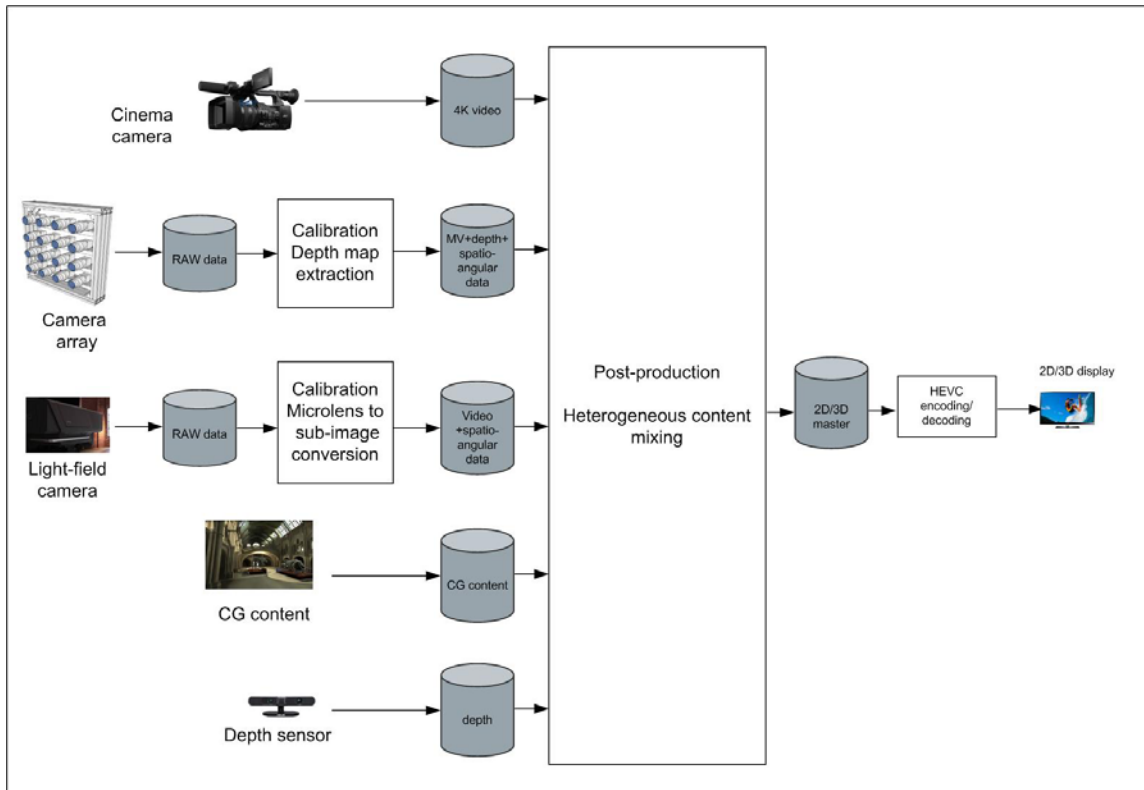 Cinema
camera
4K video
Camera
array
RAW data
Calibration
Depth map
extraction
MV+depth+
spatio-
angular
data
Light-field
camera
RAW data
Calibration
Microlens to
sub-image
conversion
Video
+spatio-
angular
data
CG content
CG content
Depth sensor
depth
Post-production
Heterogeneous content
mixing
2D/3D
master
HEVC
encoding/
decoding
2D/3D display